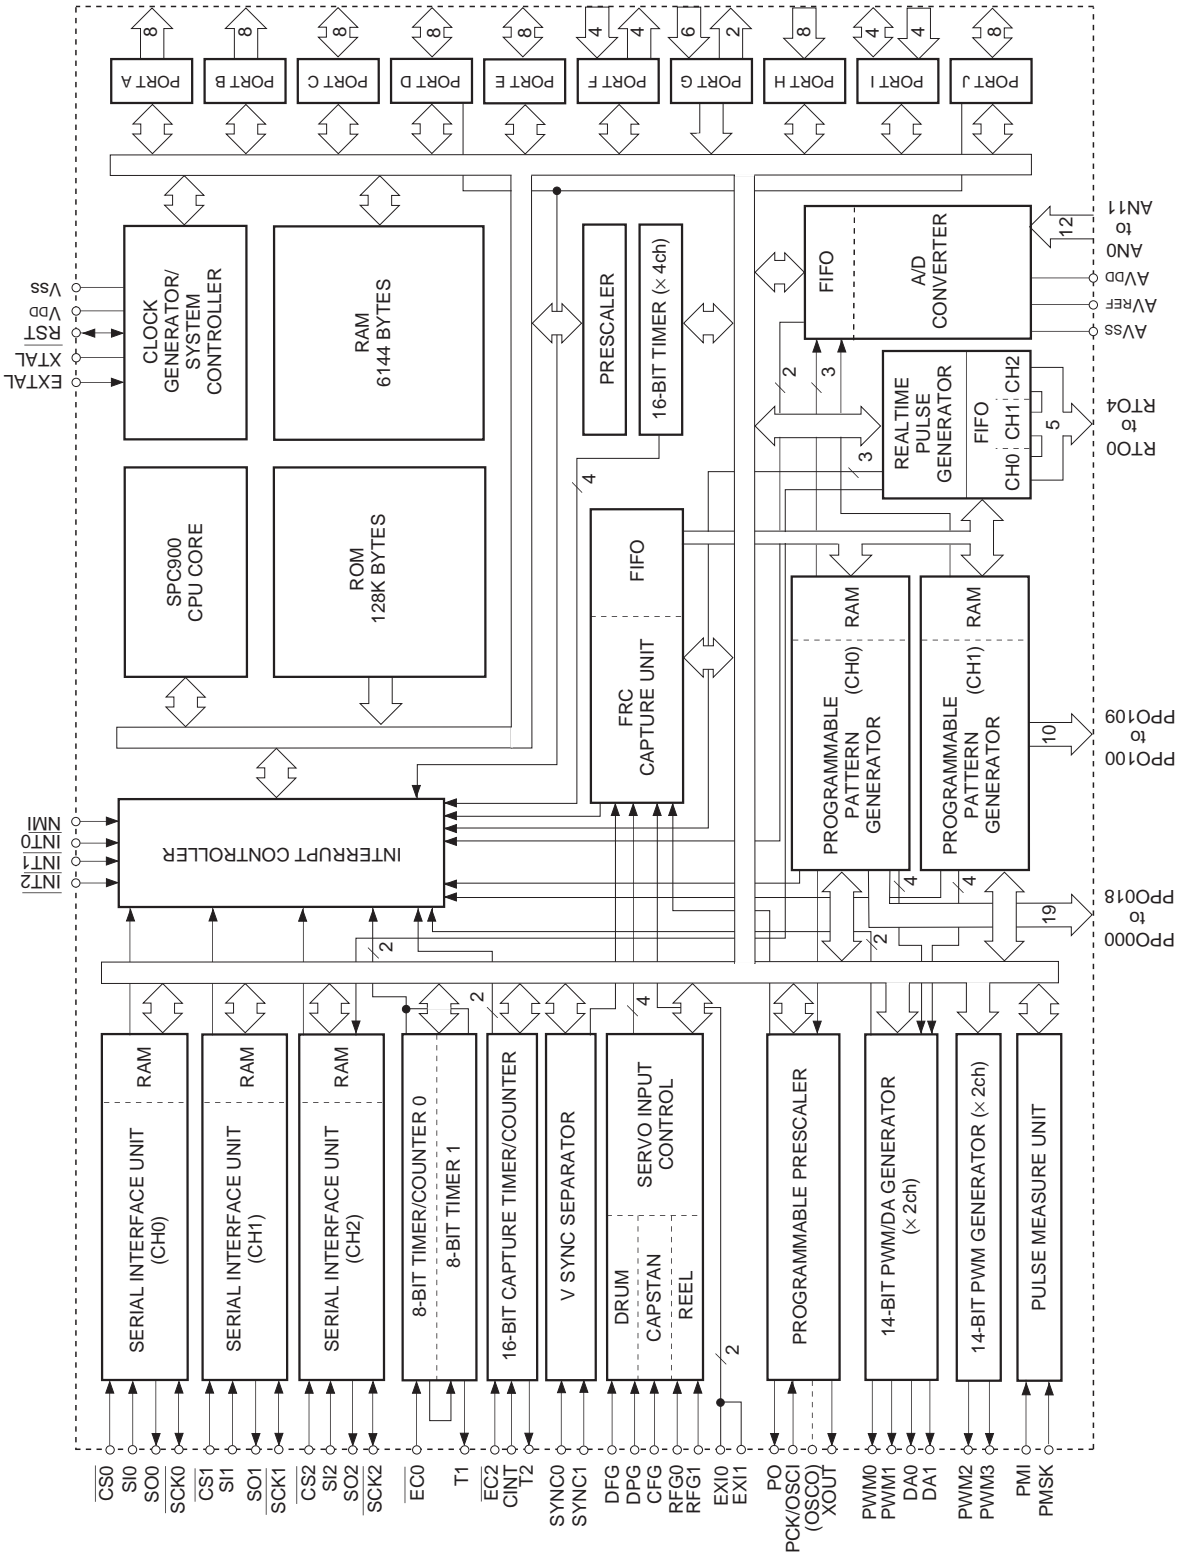 8
8
8
8
8
4
4
6
2
8
4
4
8
PORT A
PORT B
PORT C
PORT D
PORT E
PORT F
PORT G
PORT H
PORT I
PORT J
Vss
VDD
RST
XTAL
EXTAL
CLOCK
GENERATOR/
SYSTEM
CONTROLLER
RAM
6144 BYTES
PRESCALER
16-BIT TIMER (× 4ch)
FIFO
A/D
CONVERTER
12
AN11
to
AN0
AVDD
AVREF
AVss
2
3
REALTIME
PULSE
GENERATOR
FIFO
CH0
CH1
CH2
5
RTO4
to
RTO0
3
4
SPC900
CPU CORE
ROM
128K BYTES
FIFO
FRC
CAPTURE UNIT
RAM
PROGRAMMABLE
PATTERN (CH0)
GENERATOR
RAM
PROGRAMMABLE
PATTERN (CH1)
GENERATOR
10
PPO109
to
PPO100
NMI
INT0
INT1
INT2
INTERRUPT CONTROLLER
4
4
19
PPO018
to
PPO000
2
2
2
4
RAM
SERIAL INTERFACE UNIT
(CH0)
RAM
SERIAL INTERFACE UNIT
(CH1)
RAM
SERIAL INTERFACE UNIT
(CH2)
8-BIT TIMER/COUNTER 0
8-BIT TIMER 1
16-BIT CAPTURE TIMER/COUNTER
V SYNC SEPARATOR
SERVO INPUT
CONTROL
DRUM
CAPSTAN
REEL
2
PROGRAMMABLE PRESCALER
14-BIT PWM/DA GENERATOR
(× 2ch)
14-BIT PWM GENERATOR (× 2ch)
PULSE MEASURE UNIT
CS0
SI0
SO0
SCK0
CS1
SI1
SO1
SCK1
CS2
SI2
SO2
SCK2
EC0
T1
EC2
CINT
T2
SYNC0
SYNC1
DFG
DPG
CFG
RFG0
RFG1
EXI0
EXI1
PO
PCK/OSCI
(OSCO)
XOUT
PWM0
PWM1
DA0
DA1
PWM2
PWM3
PMI
PMSK